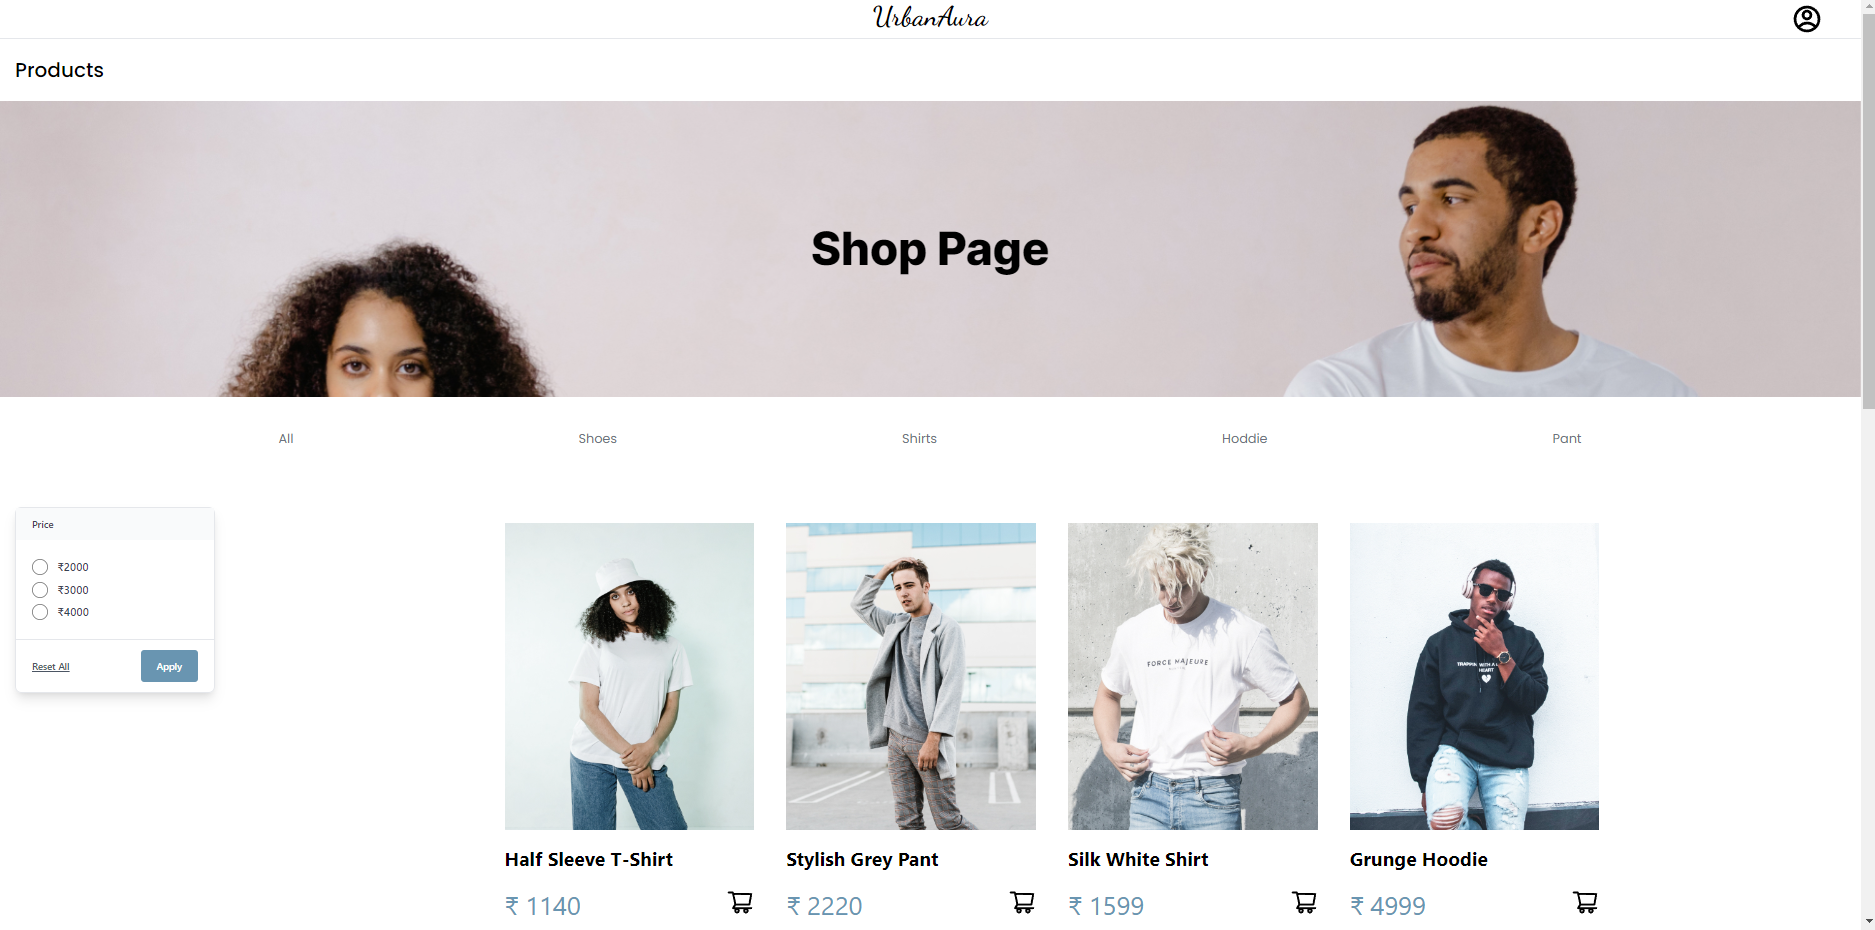 UrbanAura
Products
Shop Page
All Shoes Shirts Hoddie Pant
Price
₹2000
₹3000
₹4000
Reset All Apply
FORCE MAJEURE
HEART
Half Sleeve T-Shirt Stylish Grey Pant Silk White Shirt Grunge Hoodie
₹ 1140 ₹ 2220 ₹ 1599 ₹ 4999